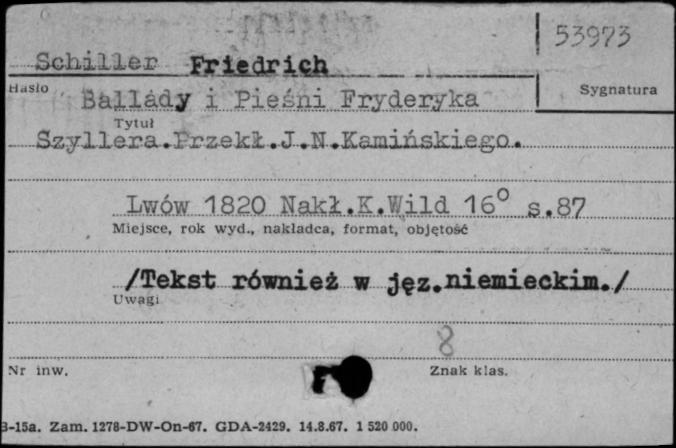 53973
Schiller Friedrich
Hasło
Sygnatura
Ballady i Pieśni Fryderyka
Tytuł
Szyllera.Przekł.J.N.Kamińskiego.
Lwów 1820 Nakł.K.Wild 16° s.87
Miejsce, rok wyd., nakładca, format, objętość
/Tekst również w jęz.niemieckim./
Uwagi
8
Nr inw.
Znak klas.
B-15a. Zam. 1278-DW-On-67. GDA-2429. 14.8.67. 1 520 000.